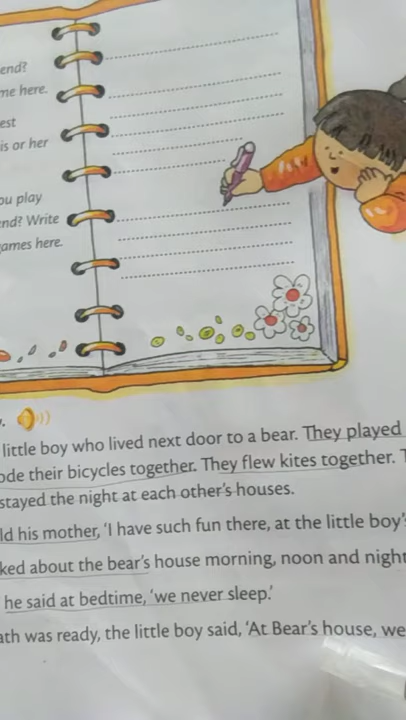 end?
me here.
est
is or her
ou play
end? Write
games here.
little boy who lived next door to a bear. They played
ode their bicycles together. They flew kites together. T
stayed the night at each other's houses.
ld his mother, 'I have such fun there, at the little boy'
ked about the bear's house morning, noon and night
he said at bedtime, 'we never sleep.'
ath was ready, the little boy said, 'At Bear's house, we